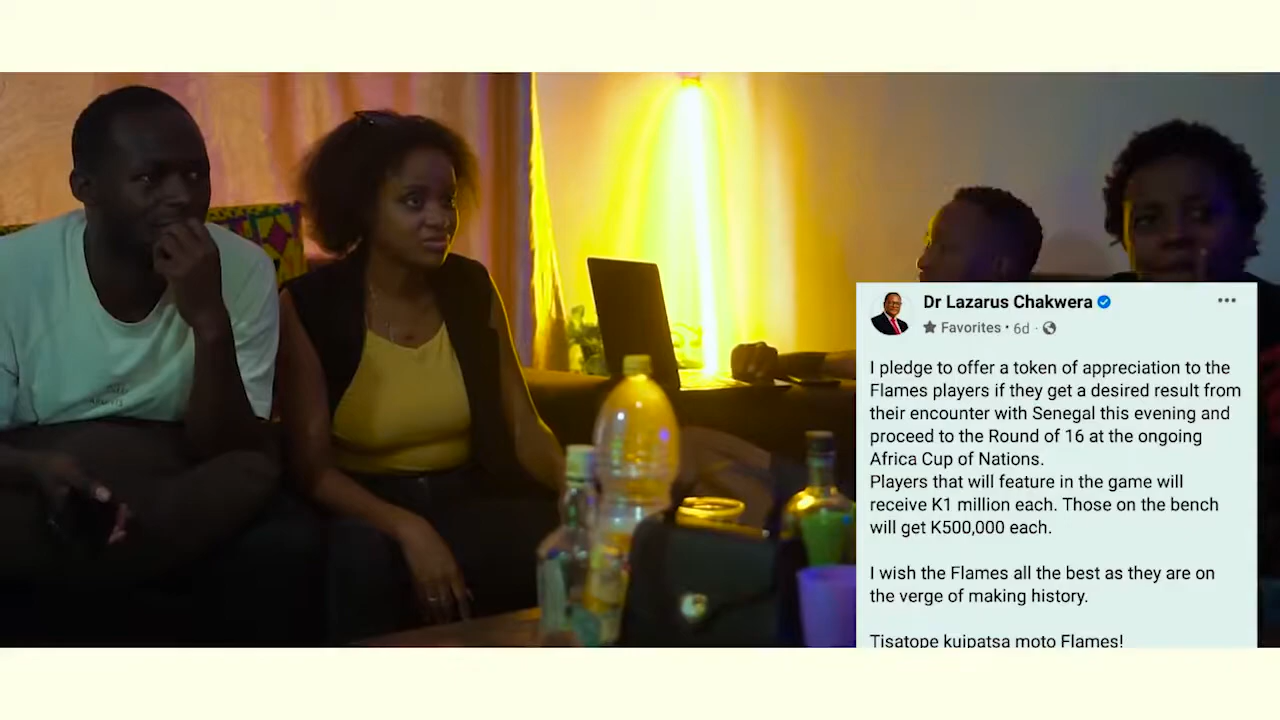 Dr Lazarus Chakwera
Favorites • 6d ·
I pledge to offer a token of appreciation to the
Flames players if they get a desired result from
their encounter with Senegal this evening and
proceed to the Round of 16 at the ongoing
Africa Cup of Nations.
Players that will feature in the game will
receive K1 million each. Those on the bench
will get K500,000 each.
I wish the Flames all the best as they are on
the verge of making history.
Tisatope kuipatsa moto Flames!